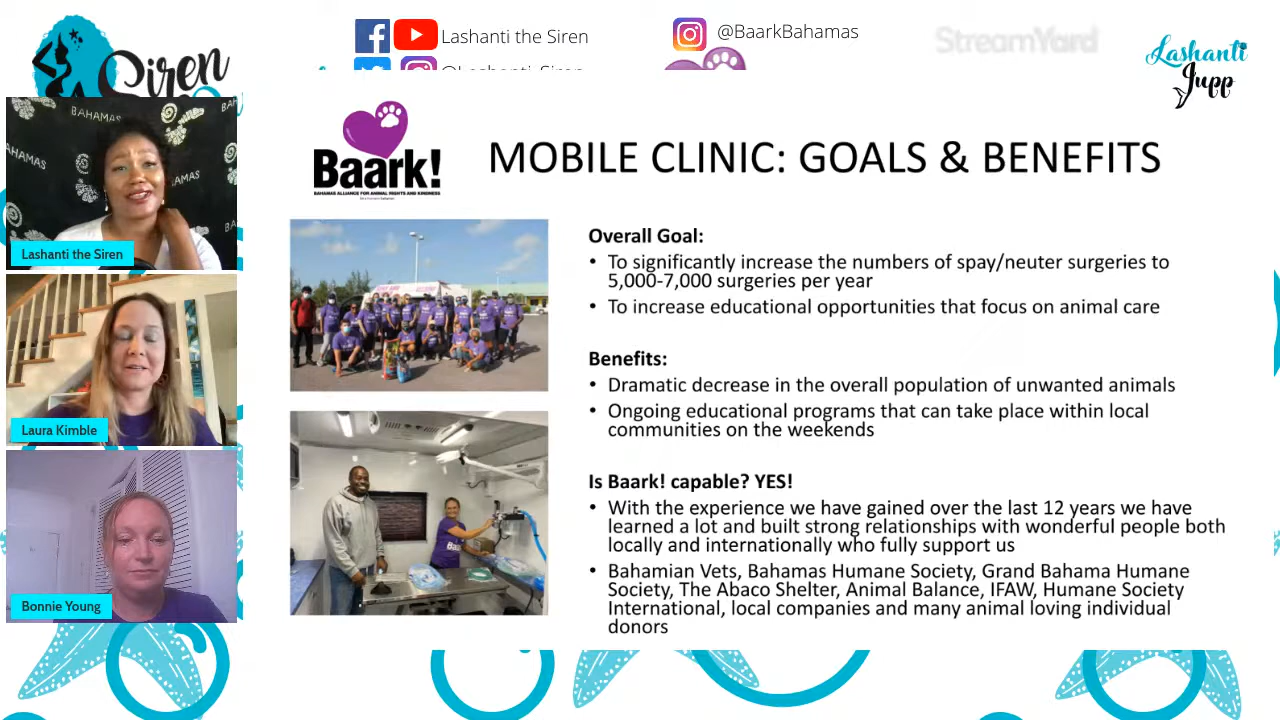 Lashanti the Siren
@BaarkBahamas
StreamYard
@Lashanti_Siren
Siren
Lashanti
Jupp
BAHAMAS
BAHAMAS
BAHAMAS
Lashanti the Siren
Laura Kimble
Bonnie Young
Baark!
BAHAMAS ALLIANCE FOR ANIMAL RIGHTS AND KINDNESS
MOBILE CLINIC: GOALS & BENEFITS
Overall Goal:
• To significantly increase the numbers of spay/neuter surgeries to
5,000-7,000 surgeries per year
• To increase educational opportunities that focus on animal care
Benefits:
• Dramatic decrease in the overall population of unwanted animals
• Ongoing educational programs that can take place within local
communities on the weekends
Is Baark! capable? YES!
• With the experience we have gained over the last 12 years we have
learned a lot and built strong relationships with wonderful people both
locally and internationally who fully support us
• Bahamian Vets, Bahamas Humane Society, Grand Bahama Humane
Society, The Abaco Shelter, Animal Balance, IFAW, Humane Society
International, local companies and many animal loving individual
donors